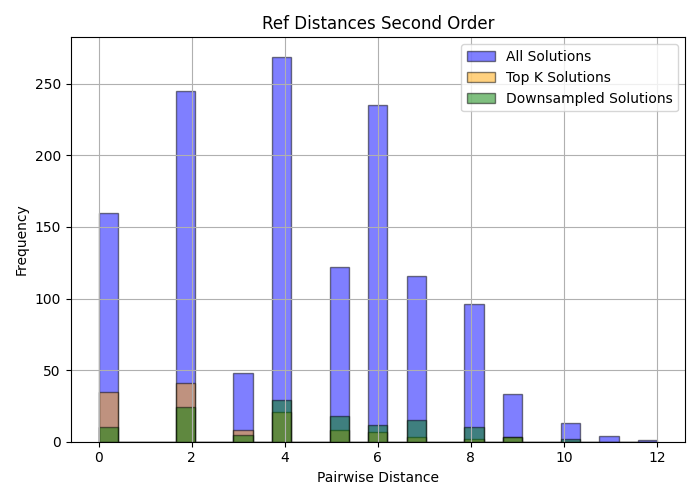 Ref Distances Second Order
All Solutions
Top K Solutions
Downsampled Solutions
Frequency
250
200
150
100
50
0
0 2 4 6 8 10 12
Pairwise Distance